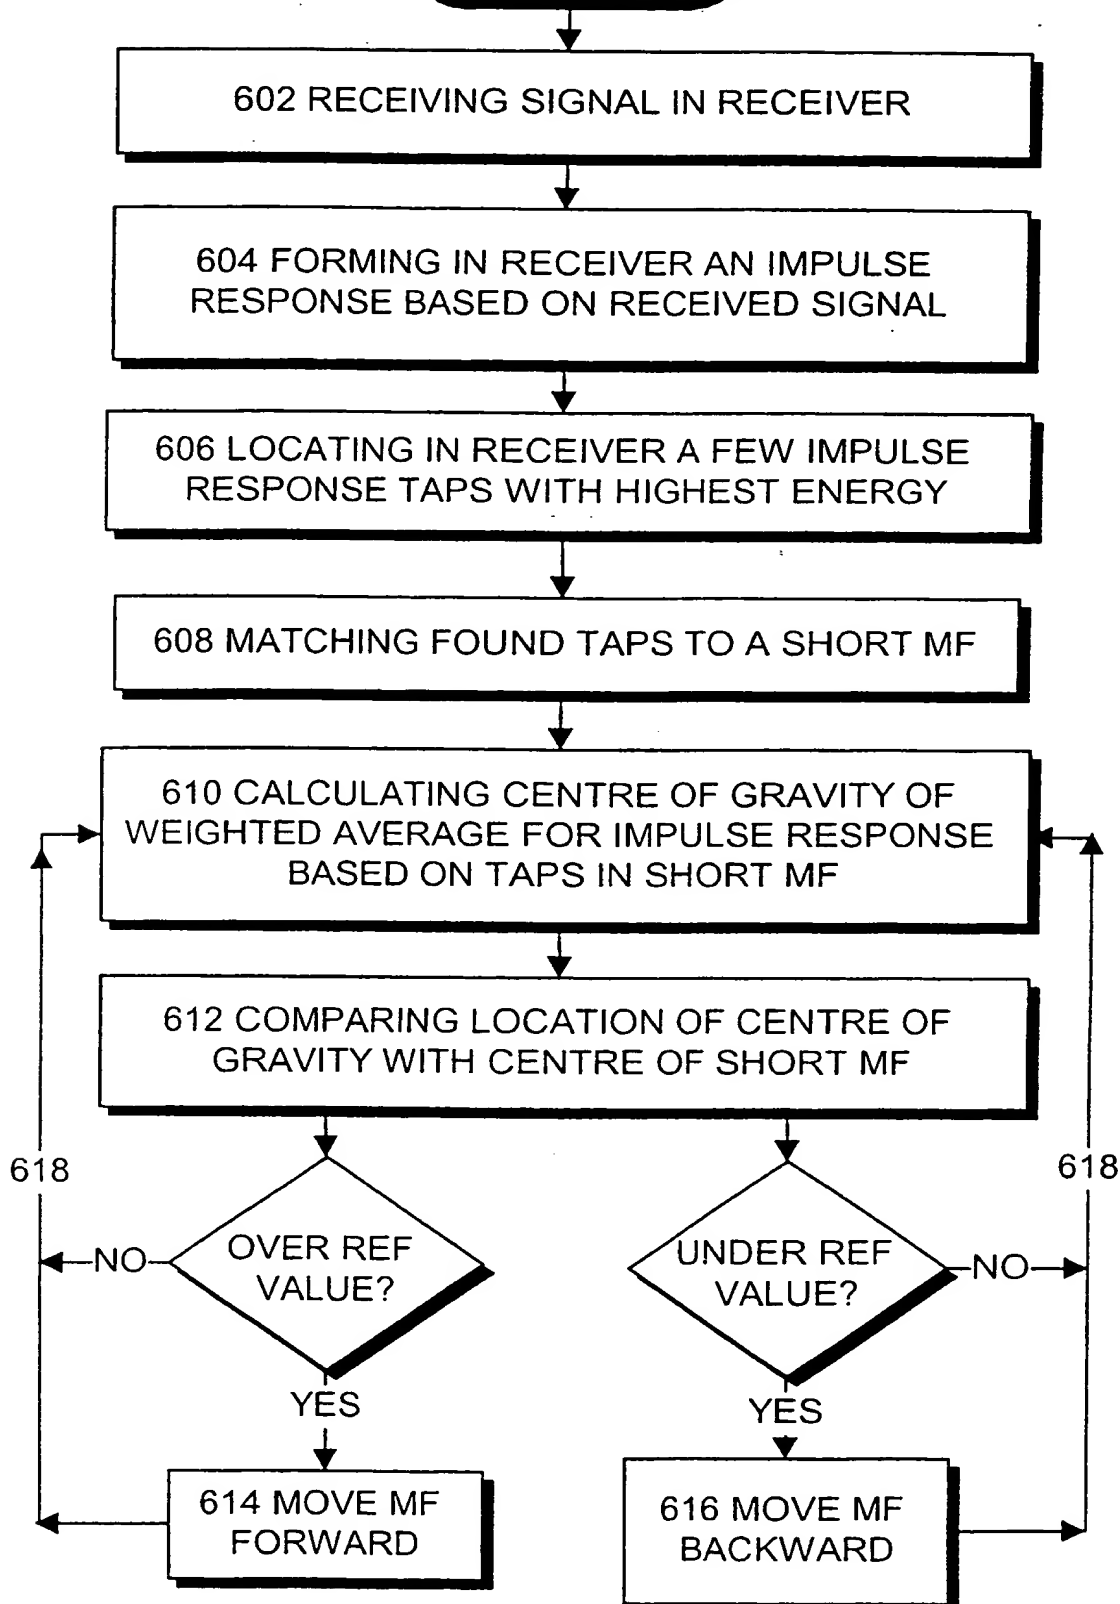 602 RECEIVING SIGNAL IN RECEIVER
604 FORMING IN RECEIVER AN IMPULSE
RESPONSE BASED ON RECEIVED SIGNAL
606 LOCATING IN RECEIVER A FEW IMPULSE
RESPONSE TAPS WITH HIGHEST ENERGY
608 MATCHING FOUND TAPS TO A SHORT MF
610 CALCULATING CENTRE OF GRAVITY OF
WEIGHTED AVERAGE FOR IMPULSE RESPONSE
BASED ON TAPS IN SHORT MF
612 COMPARING LOCATION OF CENTRE OF
GRAVITY WITH CENTRE OF SHORT MF
618
618
NO
OVER REF
VALUE?
UNDER REF
VALUE?
NO
YES
YES
614 MOVE MF
FORWARD
616 MOVE MF
BACKWARD